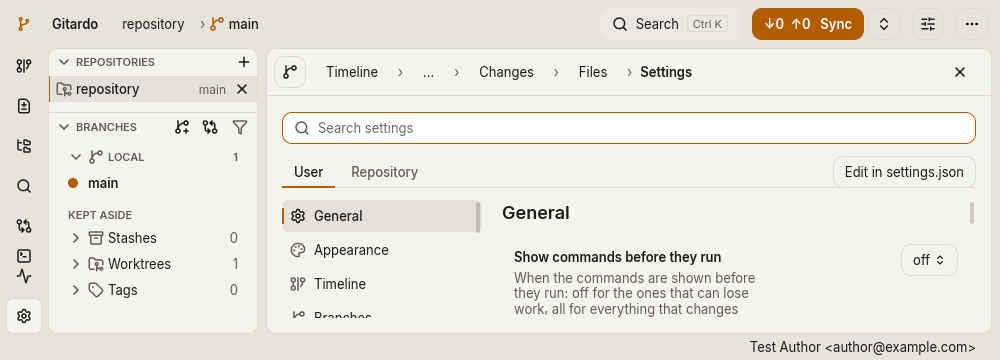 Gitardo repository › main Search Ctrl K ↓0 ↑0 Sync
REPOSITORIES
repository main
BRANCHES
LOCAL 1
main
KEPT ASIDE
Stashes 0
Worktrees 1
Tags 0
Timeline › ... › Changes › Files › Settings
Search settings
User Repository Edit in settings.json
General
Appearance
Timeline
Branches
General
Show commands before they run
When the commands are shown before
they run: off for the ones that can lose
work, all for everything that changes
off
Test Author <author@example.com>